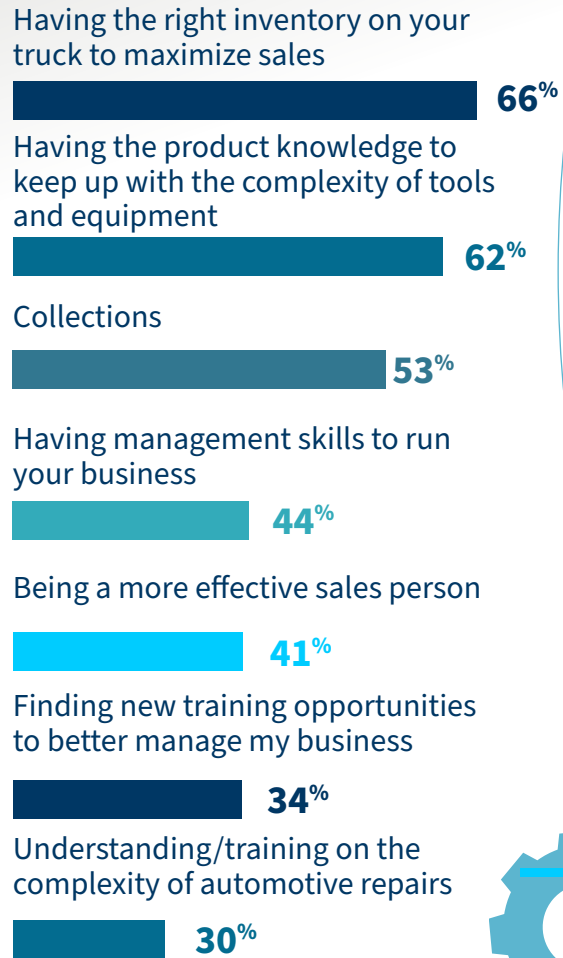 Having the right inventory on your
truck to maximize sales
66%
Having the product knowledge to
keep up with the complexity of tools
and equipment
62%
Collections
53%
Having management skills to run
your business
44%
Being a more effective sales person
41%
Finding new training opportunities
to better manage my business
34%
Understanding/training on the
complexity of automotive repairs
30%